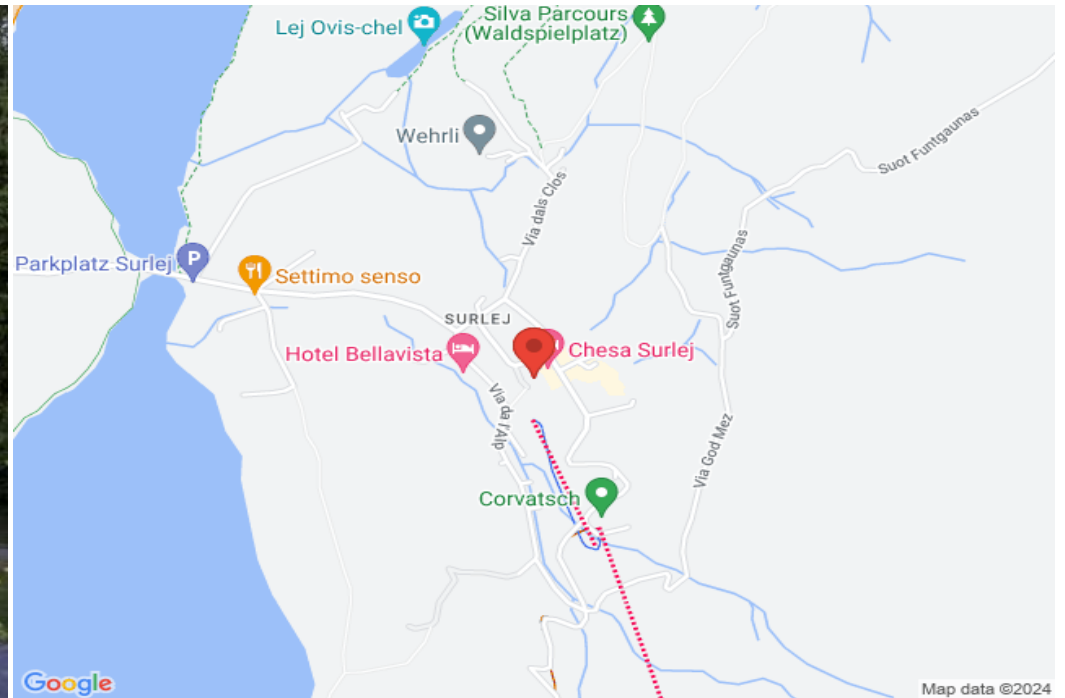 Silva Parcours
(Waldspielplatz)
Lej Ovis-chel
Wehrli
Suot Funtgaunas
Via dals Clos
Parkplatz Surlej
P
Settimo senso
Suot Funtgaunas
SURLEJ
Hotel Bellavista
Chesa Surlej
Via da l'Alp
Via God Mez
Corvatsch
Google
Map data ©2024